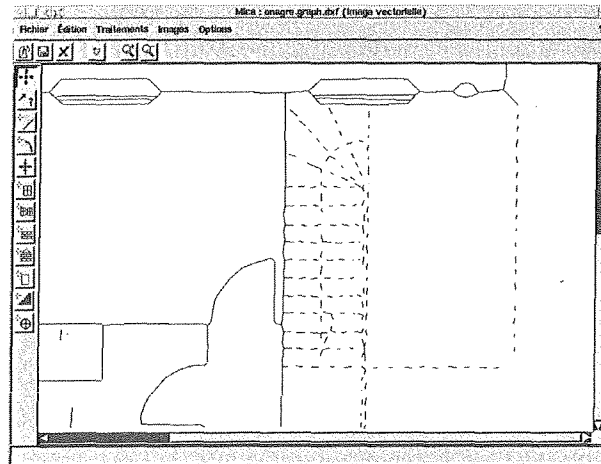 Mica : onagre.graph.dxf (Image vectorielle)
Fichier Édition Traitements Images Options